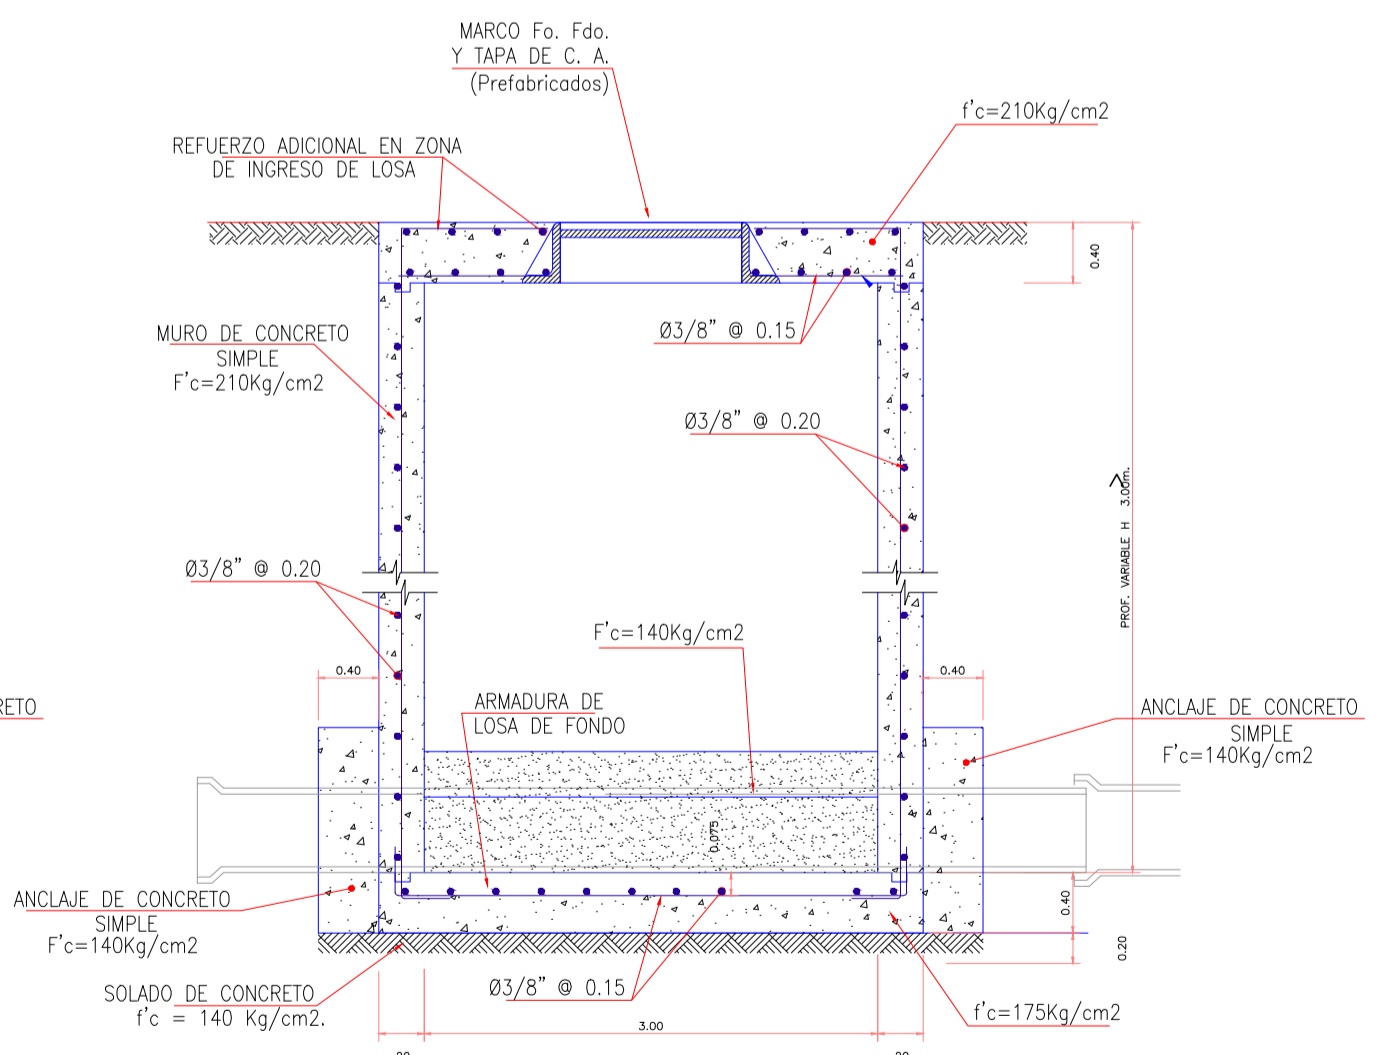 MARCO Fo. Fdo.
Y TAPA DE C. A.
(Prefabricados)
f'c=210Kg/cm2
REFUERZO ADICIONAL EN ZONA
DE INGRESO DE LOSA
0.40
MURO DE CONCRETO
SIMPLE
F'c=210Kg/cm2
Ø3/8" @ 0.15
Ø3/8" @ 0.20
PROF. VARIABLE H > 3.00m.
Ø3/8" @ 0.20
F'c=140Kg/cm2
0.40
0.40
ARMADURA DE
LOSA DE FONDO
RETO
ANCLAJE DE CONCRETO
SIMPLE
F'c=140Kg/cm2
0.075
ANCLAJE DE CONCRETO
SIMPLE
F'c=140Kg/cm2
0.40
0.20
SOLADO DE CONCRETO
f'c = 140 Kg/cm2.
Ø3/8" @ 0.15
f'c=175Kg/cm2
3.00